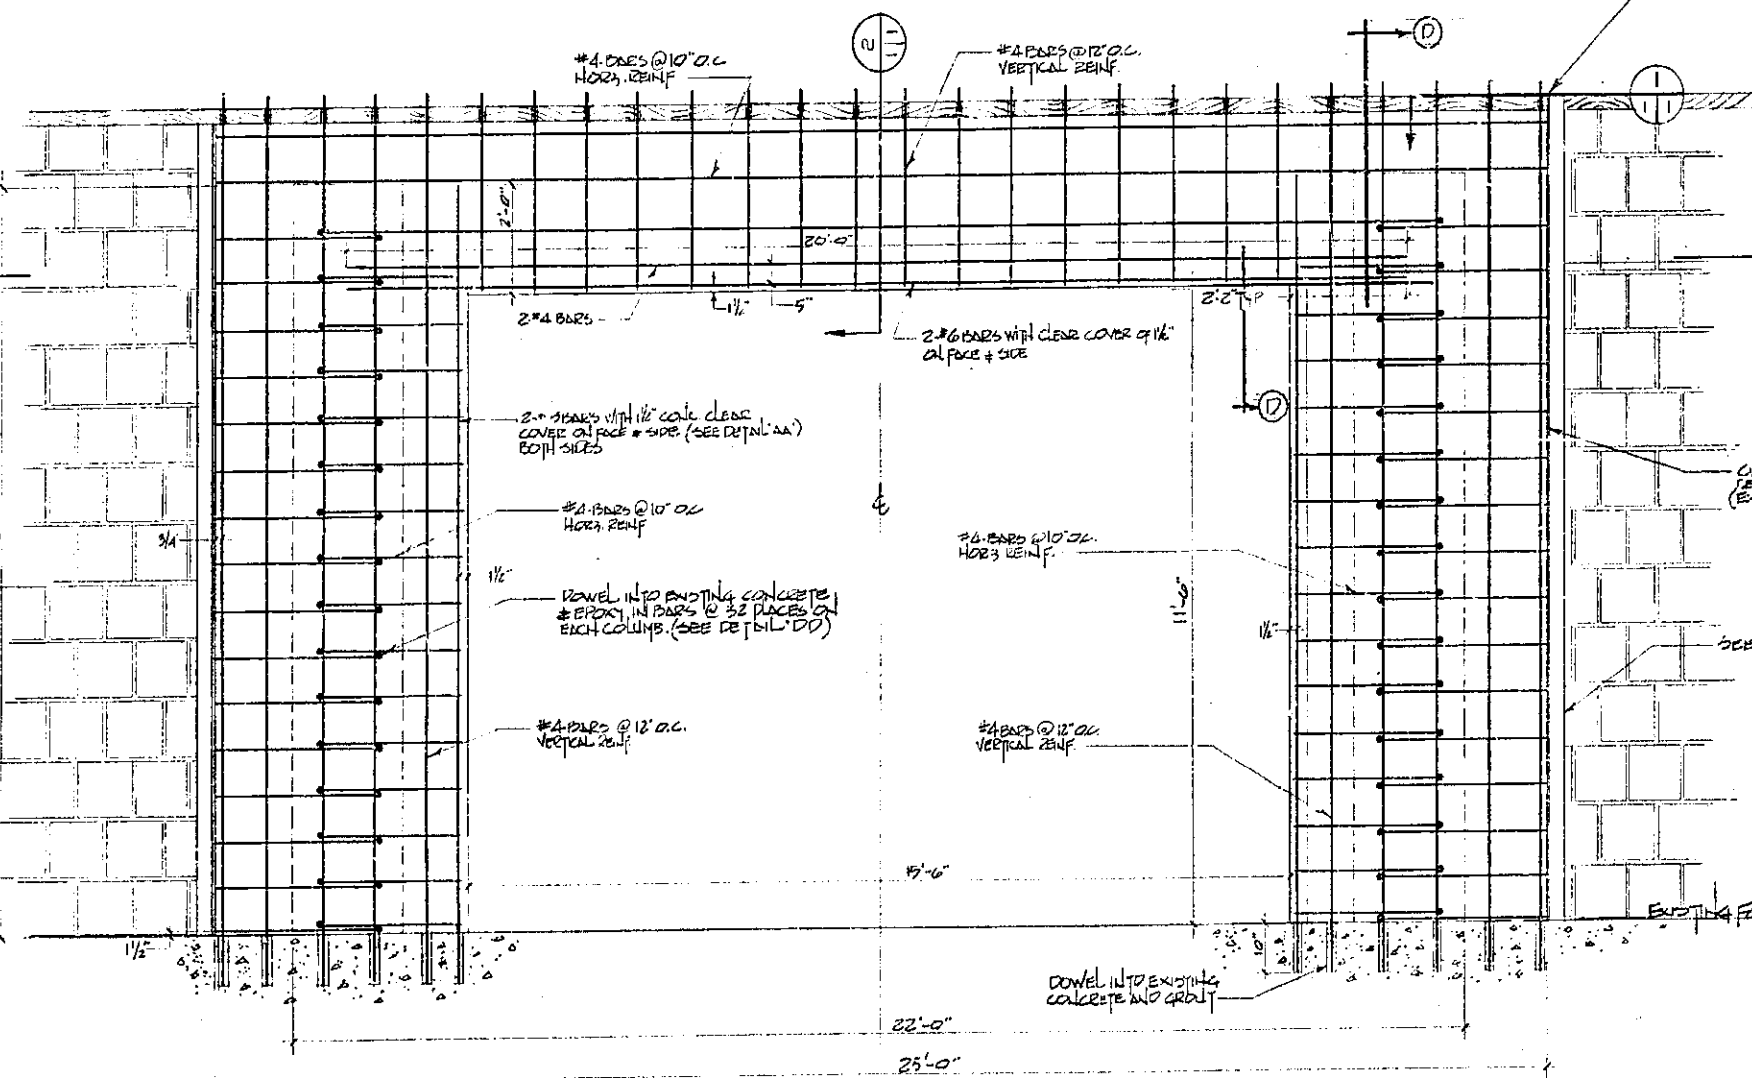 #4 BARS @ 10" O.C.
HORZ. REINF
2
11
#4 BARS @ 12" O.C.
VERTICAL REINF.
D
1
11
2'-0"
20'-0"
1½"
5"
2'-2" TYP
2 #4 BARS
2-#6 BARS WITH CLEAR COVER OF 1½"
ON FACE & SIDE
D
BARS WITH 1½" CONC. CLEAR
COVER ON FACE & SIDE. (SEE DETAIL 'AA')
BOTH SIDES
#4 BARS @ 10" O.C.
HORZ. REINF
3/4
1½"
DOWEL INTO EXISTING CONCRETE
& EPOXY IN BARS @ 32 PLACES ON
EACH COLUMB. (SEE DETAIL 'DD')
#4 BARS @ 10" O.C.
HORZ REINF.
11'-6"
1½"
SEE
#4 BARS @ 12" O.C.
VERTICAL REINF.
#4 BARS @ 12" O.C.
VERTICAL REINF.
15'-6"
EXISTING
1½"
10"
DOWEL INTO EXISTING
CONCRETE AND GROUT
22'-0"
25'-0"